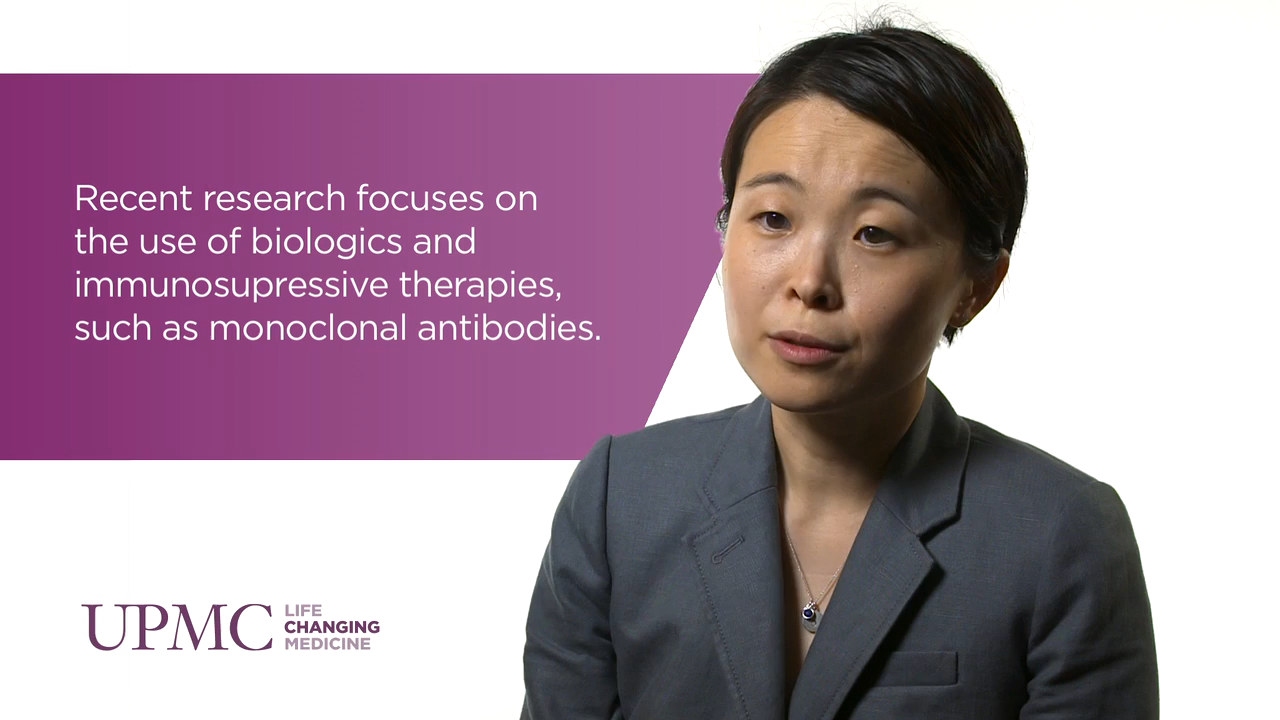 Recent research focuses on
the use of biologics and
immunosupressive therapies,
such as monoclonal antibodies.
UPMC
LIFE
CHANGING
MEDICINE